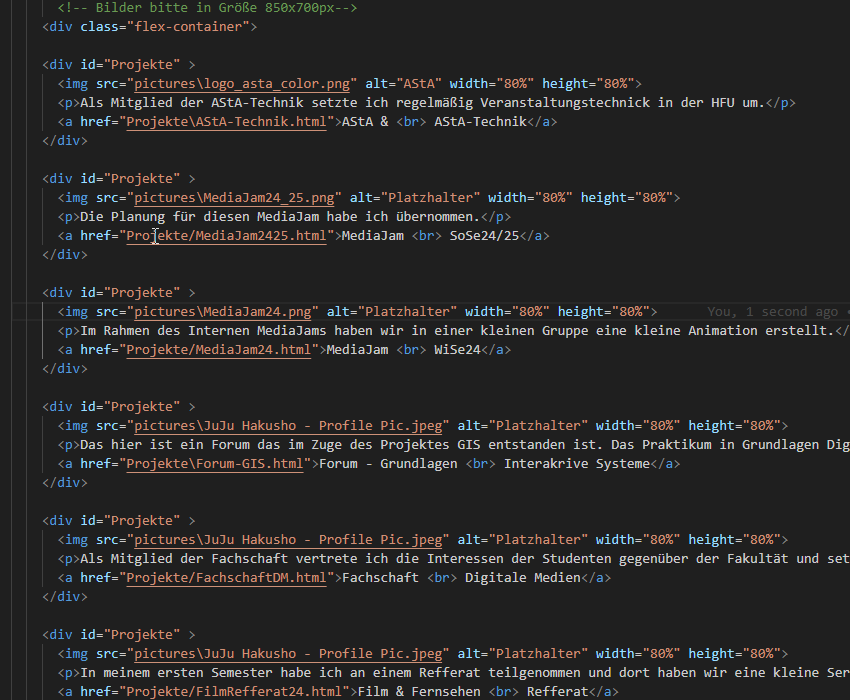 <!-- Bilder bitte in Größe 850x700px-->
<div class="flex-container">
<div id="Projekte" >
<img src="pictures\logo_asta_color.png" alt="AStA" width="80%" height="80%">
<p>Als Mitglied der AStA-Technik setzte ich regelmäßig Veranstaltungstechnick in der HFU um.</p>
<a href="Projekte\AStA-Technik.html">AStA & <br> AStA-Technik</a>
</div>
<div id="Projekte" >
<img src="pictures\MediaJam24_25.png" alt="Platzhalter" width="80%" height="80%">
<p>Die Planung für diesen MediaJam habe ich übernommen.</p>
<a href="Projekte/MediaJam2425.html">MediaJam <br> SoSe24/25</a>
</div>
<div id="Projekte" >
<img src="pictures\MediaJam24.png" alt="Platzhalter" width="80%" height="80%"> You, 1 second ago
<p>Im Rahmen des Internen MediaJams haben wir in einer kleinen Gruppe eine kleine Animation erstellt.</
<a href="Projekte/MediaJam24.html">MediaJam <br> WiSe24</a>
</div>
<div id="Projekte" >
<img src="pictures\JuJu Hakusho - Profile Pic.jpeg" alt="Platzhalter" width="80%" height="80%">
<p>Das hier ist ein Forum das im Zuge des Projektes GIS entstanden ist. Das Praktikum in Grundlagen Dig
<a href="Projekte\Forum-GIS.html">Forum - Grundlagen <br> Interakrive Systeme</a>
</div>
<div id="Projekte" >
<img src="pictures\JuJu Hakusho - Profile Pic.jpeg" alt="Platzhalter" width="80%" height="80%">
<p>Als Mitglied der Fachschaft vertrete ich die Interessen der Studenten gegenüber der Fakultät und set
<a href="Projekte/FachschaftDM.html">Fachschaft <br> Digitale Medien</a>
</div>
<div id="Projekte" >
<img src="pictures\JuJu Hakusho - Profile Pic.jpeg" alt="Platzhalter" width="80%" height="80%">
<p>In meinem ersten Semester habe ich an einem Refferat teilgenommen und dort haben wir eine kleine Ser
<a href="Projekte/FilmRefferat24.html">Film & Fernsehen <br> Refferat</a>